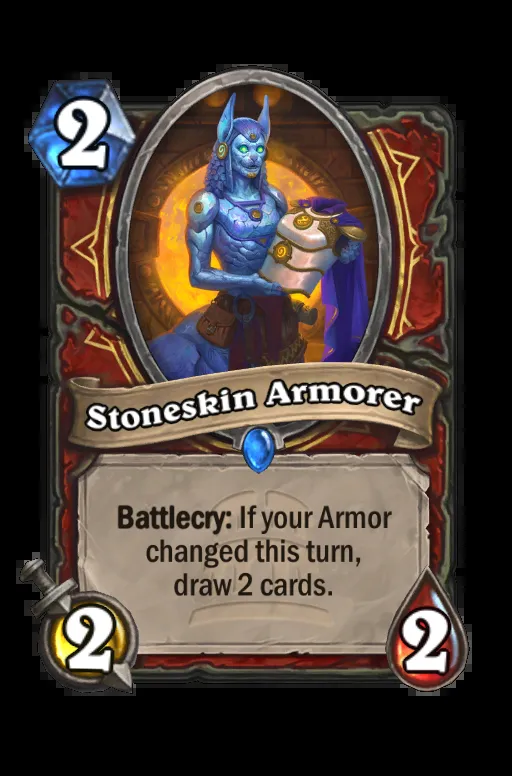 2
Stoneskin Armorer
Battlecry: If your Armor
changed this turn,
draw 2 cards.
2
2